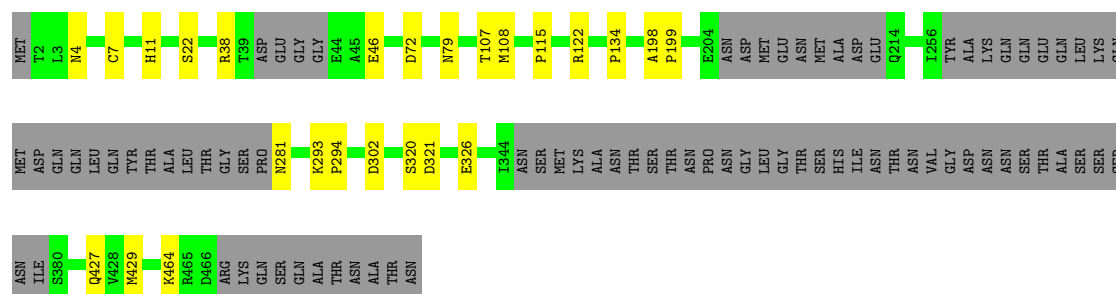 MET T2 L3 N4 C7 H11 S22 R38 T39 ASP GLU GLY GLY E44 A45 E46 D72 N79 T107 M108 P115 R122 P134 A198 P199 E204 ASN ASP MET GLU ASN MET ALA ASP GLU Q214 I256 TYR ALA LYS GLN GLN GLU GLN LEU LYS GLN
MET ASP GLN GLN LEU GLN TYR THR ALA LEU THR GLY SER PRO N281 K293 P294 D302 S320 D321 E326 I344 ASN SER MET LYS ALA ASN THR SER THR ASN PRO ASN GLY LEU GLY THR SER HIS ILE ASN THR ASN VAL GLY ASP ASN ASN SER THR ALA SER SER SER
ASN ILE S380 Q427 V428 M429 K464 R465 D466 ARG LYS GLN SER GLN ALA THR ASN ALA THR ASN